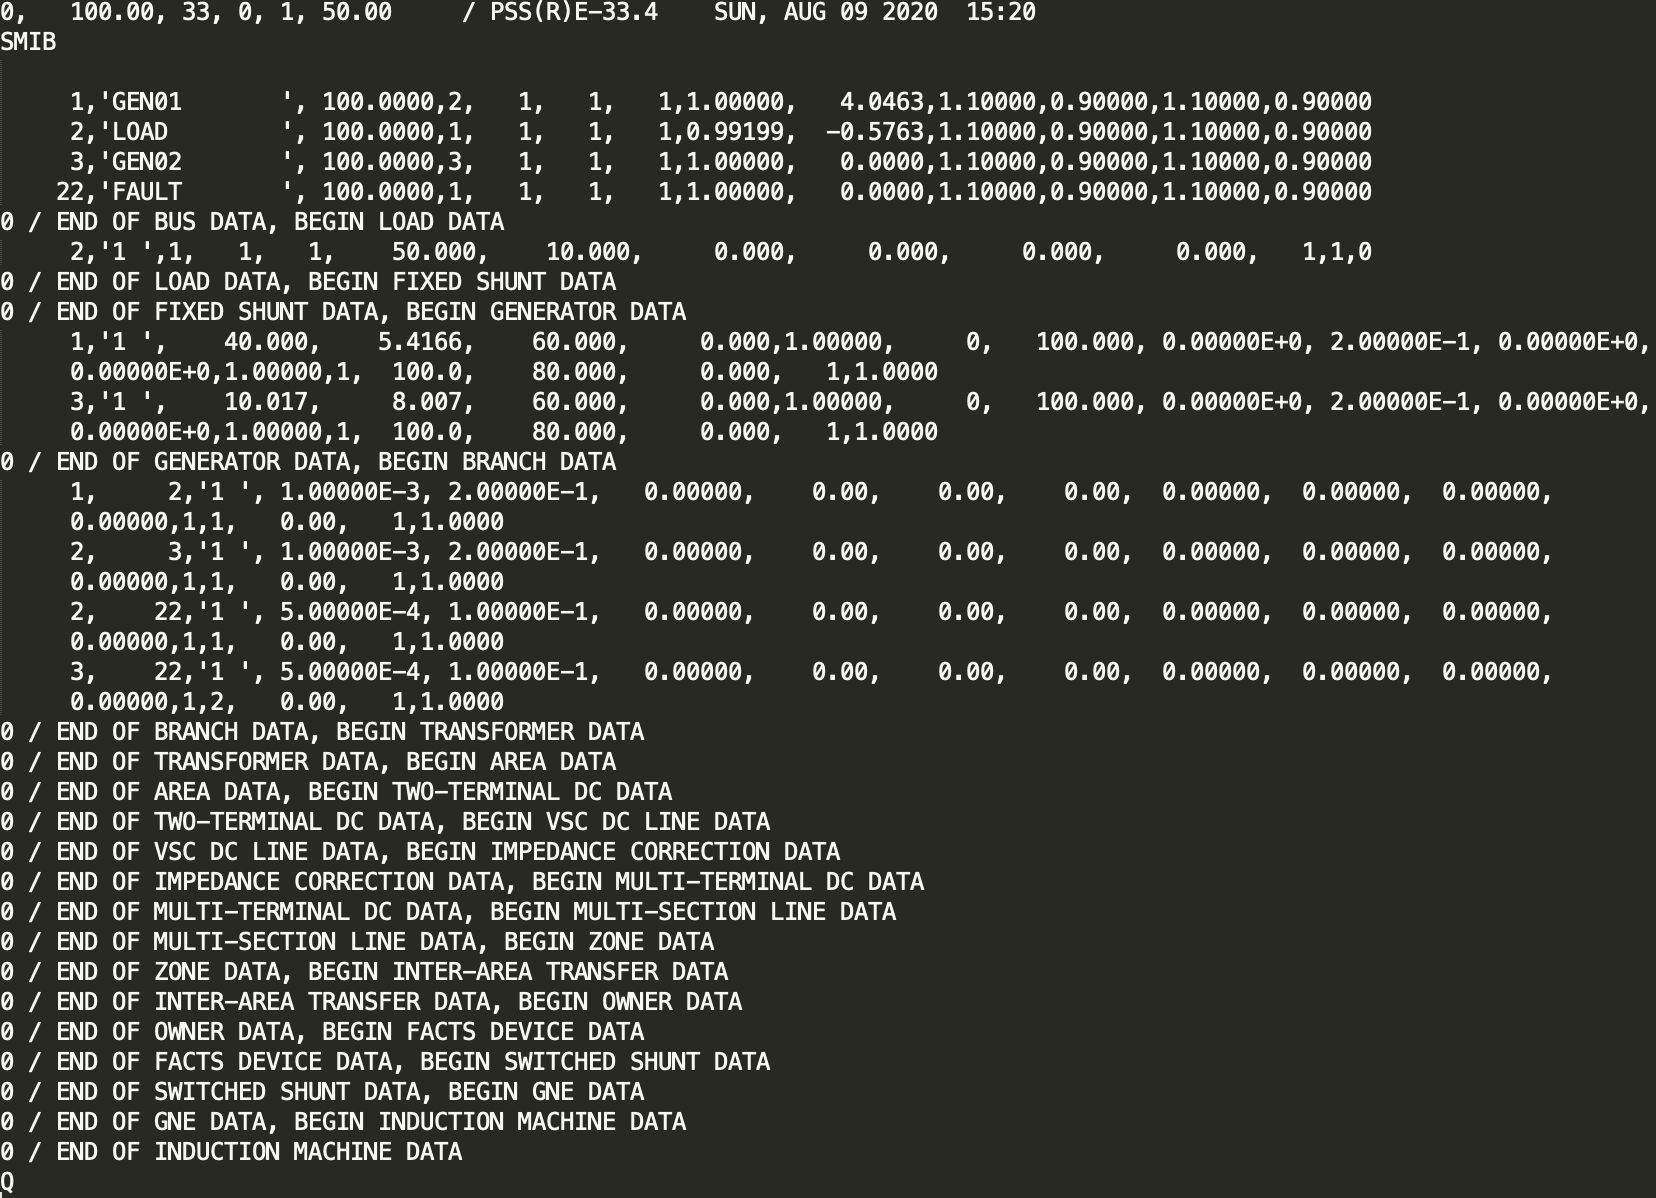 0,   100.00, 33, 0, 1, 50.00     / PSS(R)E-33.4    SUN, AUG 09 2020  15:20
SMIB

     1,'GEN01       ', 100.0000,2,   1,   1,   1,1.00000,   4.0463,1.10000,0.90000,1.10000,0.90000
     2,'LOAD        ', 100.0000,1,   1,   1,   1,0.99199,  -0.5763,1.10000,0.90000,1.10000,0.90000
     3,'GEN02       ', 100.0000,3,   1,   1,   1,1.00000,   0.0000,1.10000,0.90000,1.10000,0.90000
    22,'FAULT       ', 100.0000,1,   1,   1,   1,1.00000,   0.0000,1.10000,0.90000,1.10000,0.90000
0 / END OF BUS DATA, BEGIN LOAD DATA
     2,'1 ',1,   1,   1,    50.000,    10.000,     0.000,     0.000,     0.000,     0.000,   1,1,0
0 / END OF LOAD DATA, BEGIN FIXED SHUNT DATA
0 / END OF FIXED SHUNT DATA, BEGIN GENERATOR DATA
     1,'1 ',    40.000,    5.4166,    60.000,     0.000,1.00000,     0,   100.000, 0.00000E+0, 2.00000E-1, 0.00000E+0,
     0.00000E+0,1.00000,1,  100.0,    80.000,     0.000,   1,1.0000
     3,'1 ',    10.017,     8.007,    60.000,     0.000,1.00000,     0,   100.000, 0.00000E+0, 2.00000E-1, 0.00000E+0,
     0.00000E+0,1.00000,1,  100.0,    80.000,     0.000,   1,1.0000
0 / END OF GENERATOR DATA, BEGIN BRANCH DATA
     1,     2,'1 ', 1.00000E-3, 2.00000E-1,   0.00000,    0.00,    0.00,    0.00,  0.00000,  0.00000,  0.00000,
     0.00000,1,1,   0.00,   1,1.0000
     2,     3,'1 ', 1.00000E-3, 2.00000E-1,   0.00000,    0.00,    0.00,    0.00,  0.00000,  0.00000,  0.00000,
     0.00000,1,1,   0.00,   1,1.0000
     2,    22,'1 ', 5.00000E-4, 1.00000E-1,   0.00000,    0.00,    0.00,    0.00,  0.00000,  0.00000,  0.00000,
     0.00000,1,1,   0.00,   1,1.0000
     3,    22,'1 ', 5.00000E-4, 1.00000E-1,   0.00000,    0.00,    0.00,    0.00,  0.00000,  0.00000,  0.00000,
     0.00000,1,2,   0.00,   1,1.0000
0 / END OF BRANCH DATA, BEGIN TRANSFORMER DATA
0 / END OF TRANSFORMER DATA, BEGIN AREA DATA
0 / END OF AREA DATA, BEGIN TWO-TERMINAL DC DATA
0 / END OF TWO-TERMINAL DC DATA, BEGIN VSC DC LINE DATA
0 / END OF VSC DC LINE DATA, BEGIN IMPEDANCE CORRECTION DATA
0 / END OF IMPEDANCE CORRECTION DATA, BEGIN MULTI-TERMINAL DC DATA
0 / END OF MULTI-TERMINAL DC DATA, BEGIN MULTI-SECTION LINE DATA
0 / END OF MULTI-SECTION LINE DATA, BEGIN ZONE DATA
0 / END OF ZONE DATA, BEGIN INTER-AREA TRANSFER DATA
0 / END OF INTER-AREA TRANSFER DATA, BEGIN OWNER DATA
0 / END OF OWNER DATA, BEGIN FACTS DEVICE DATA
0 / END OF FACTS DEVICE DATA, BEGIN SWITCHED SHUNT DATA
0 / END OF SWITCHED SHUNT DATA, BEGIN GNE DATA
0 / END OF GNE DATA, BEGIN INDUCTION MACHINE DATA
0 / END OF INDUCTION MACHINE DATA
Q